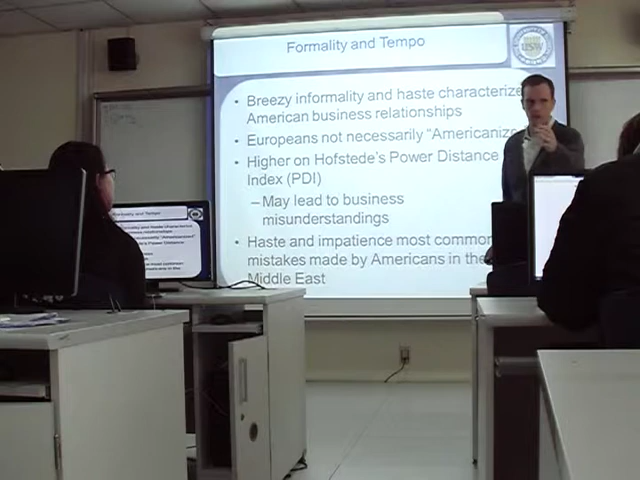 Formality and Tempo
USW
• Breezy informality and haste characterize
American business relationships
• Europeans not necessarily "Americaniz
• Higher on Hofstede's Power Distance
Index (PDI)
– May lead to business
misunderstandings
• Haste and impatience most common
mistakes made by Americans in the
Middle East